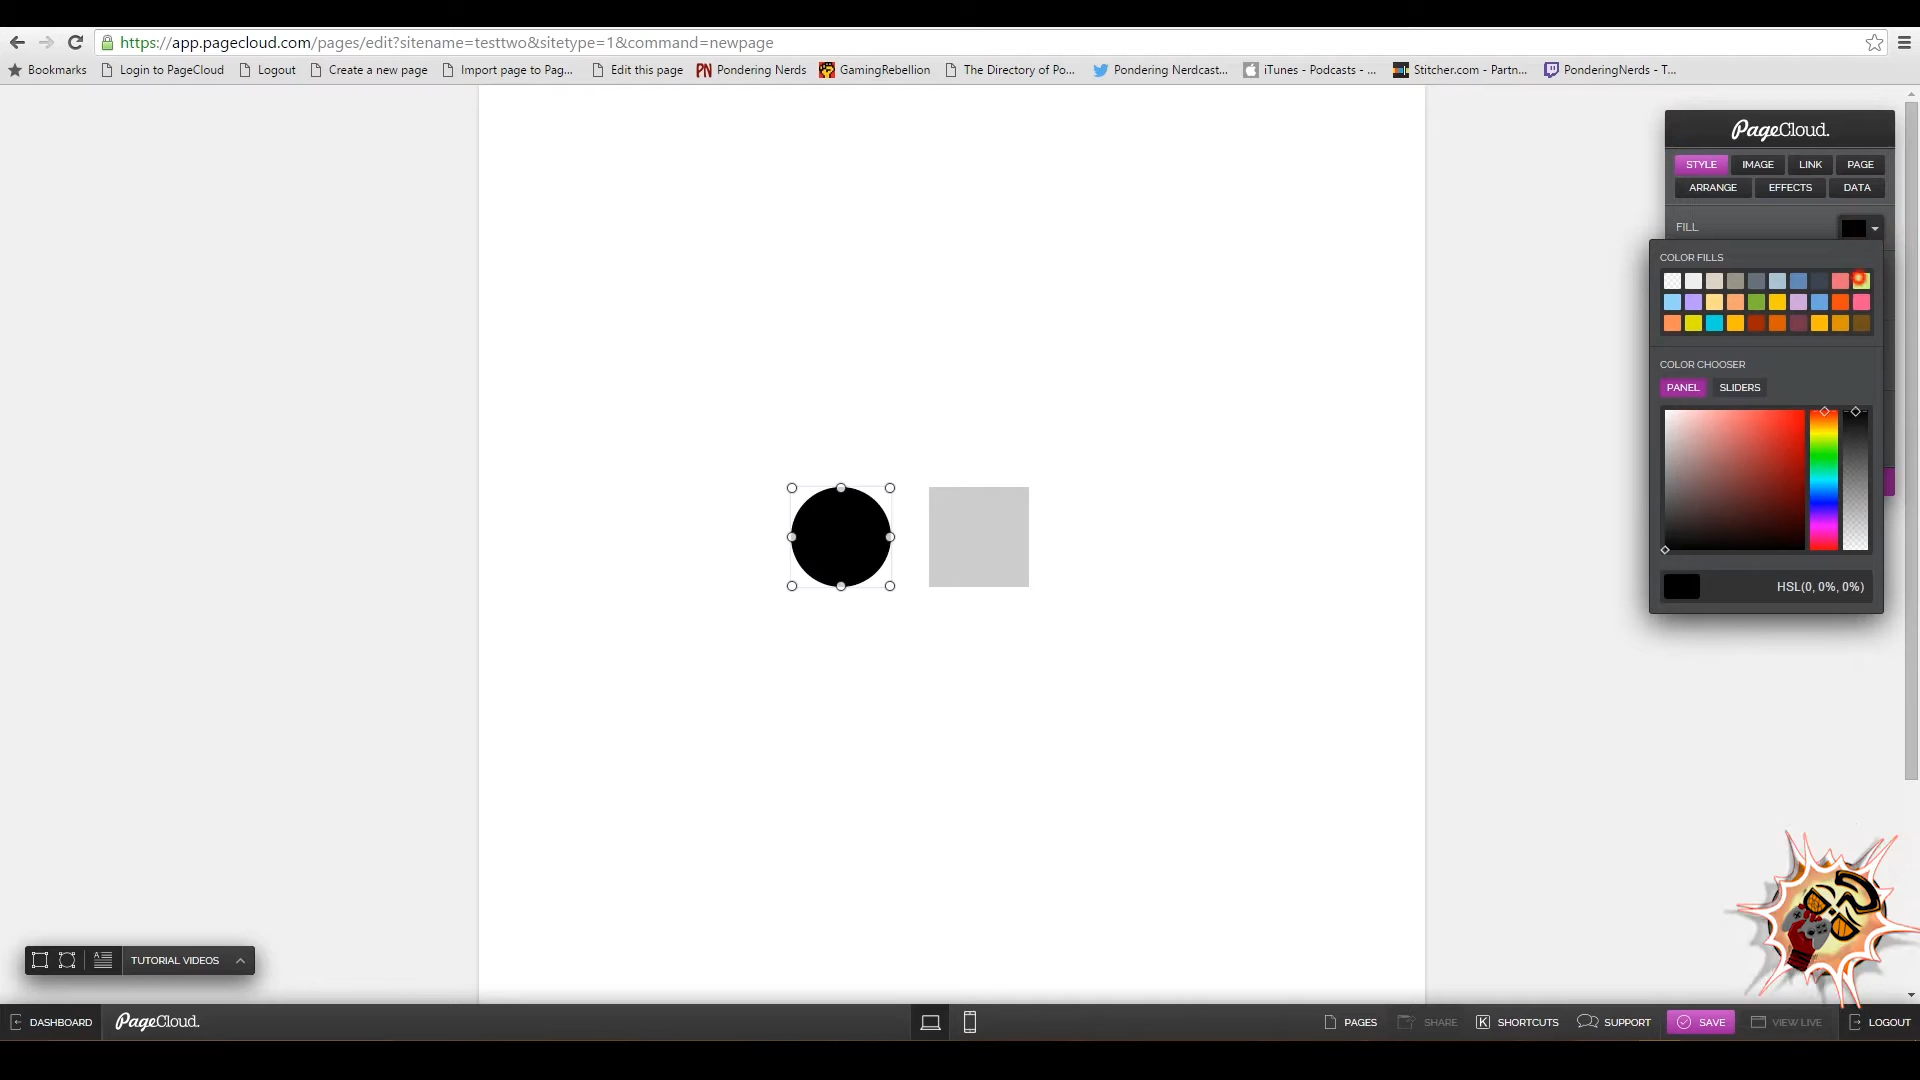 https://app.pagecloud.com/pages/edit?sitename=testtwo&sitetype=1&command=newpage
Bookmarks Login to PageCloud Logout Create a new page Import page to Pag... Edit this page PN Pondering Nerds GamingRebellion The Directory of Po... Pondering Nerdcast... iTunes - Podcasts - ... Stitcher.com - Partn... PonderingNerds - T...
PageCloud.
STYLE IMAGE LINK PAGE
ARRANGE EFFECTS DATA
FILL
COLOR FILLS
COLOR CHOOSER
PANEL SLIDERS
HSL(0, 0%, 0%)
A TUTORIAL VIDEOS
DASHBOARD PageCloud. PAGES SHARE K SHORTCUTS SUPPORT SAVE VIEW LIVE LOGOUT